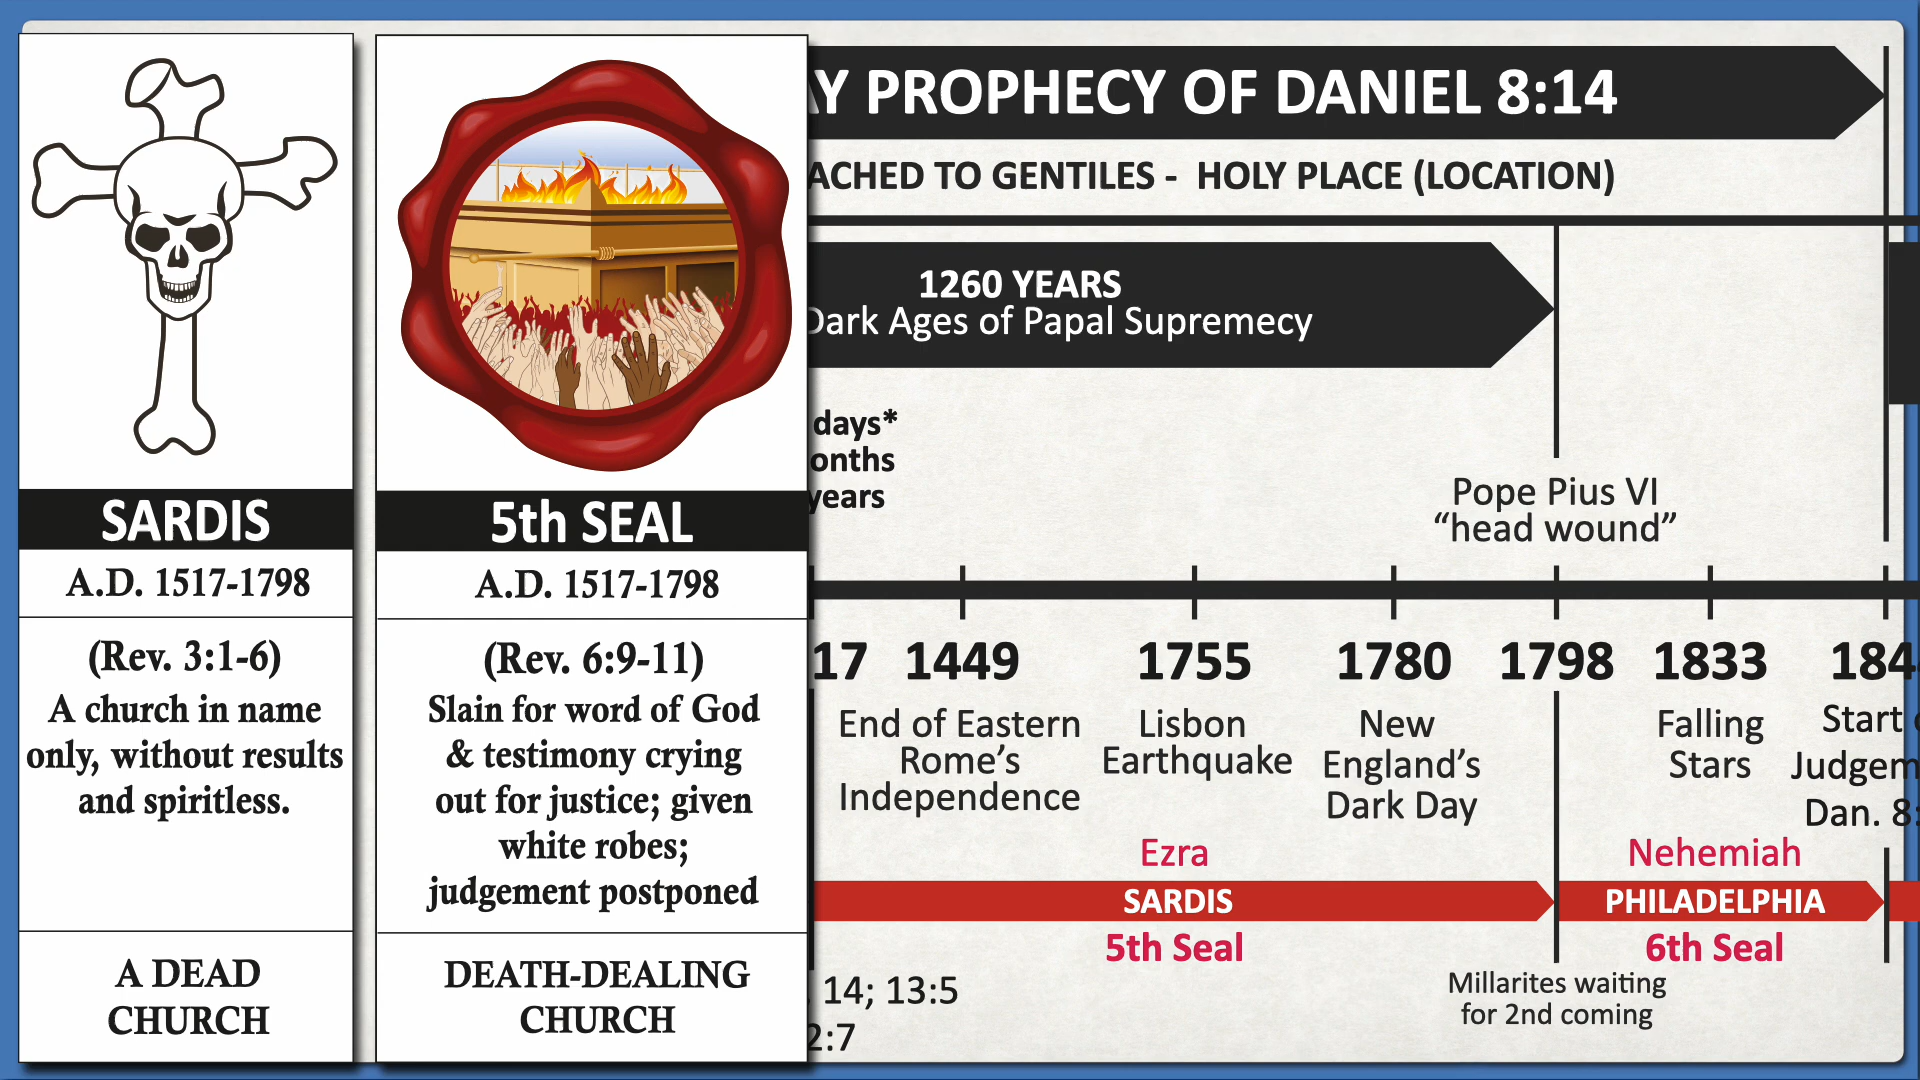 SARDIS
A.D. 1517-1798
(Rev. 3:1-6)
A church in name
only, without results
and spiritless.
A DEAD
CHURCH
5th SEAL
A.D. 1517-1798
(Rev. 6:9-11)
Slain for word of God
& testimony crying
out for justice; given
white robes;
judgement postponed
DEATH-DEALING
CHURCH
Y PROPHECY OF DANIEL 8:14
ACHED TO GENTILES - HOLY PLACE (LOCATION)
1260 YEARS
Dark Ages of Papal Supremecy
days*
onths
years
Pope Pius VI
“head wound”
17 1449 1755 1780 1798 1833 184
End of Eastern
Rome’s
Independence
Lisbon
Earthquake
New
England’s
Dark Day
Falling
Stars
Start
Judgem
Dan. 8:
Ezra
Nehemiah
SARDIS
PHILADELPHIA
5th Seal
6th Seal
Millarites waiting
for 2nd coming
14; 13:5
2:7